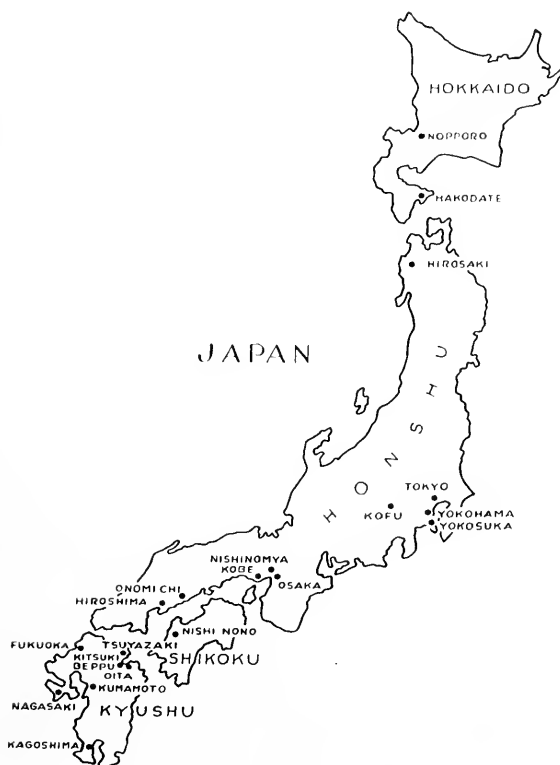 HOKKAIDO
NOPPORO
HAKODATE
HIROSAKI
JAPAN
HONSHU
TOKYO
KOFU
YOKOHAMA
YOKOSUKA
NISHINOMYA
KOBE
OSAKA
ONOMICHI
HIROSHIMA
NISHI NONO
FUKUOKA
TSUYAZAKI
KITSUKI
SHIKOKU
BEPPU
OITA
KUMAMOTO
NAGASAKI
KYUSHU
KAGOSHIMA